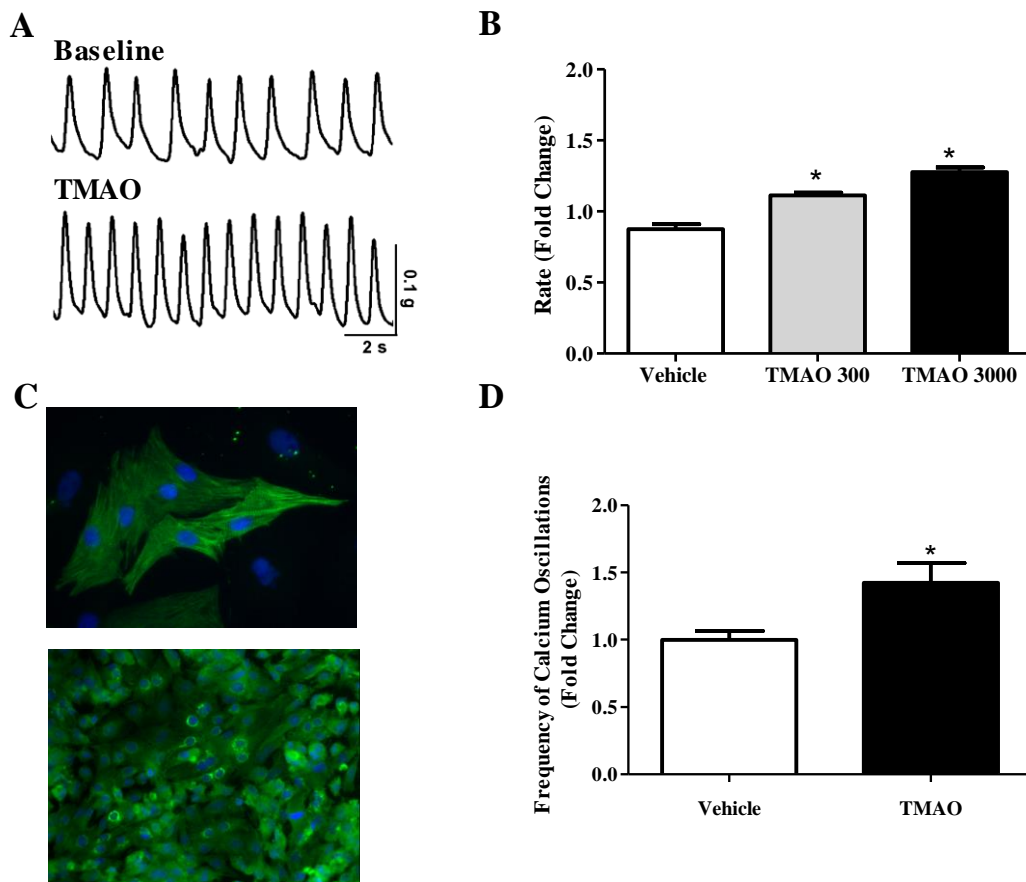 A
Baseline
TMAO
0.1 g
2 s
B
Rate (Fold Change)
2.0
1.5
1.0
0.5
0.0
*
*
Vehicle
TMAO 300
TMAO 3000
C
D
Frequency of Calcium Oscillations
(Fold Change)
2.0
1.5
1.0
0.5
0.0
*
Vehicle
TMAO